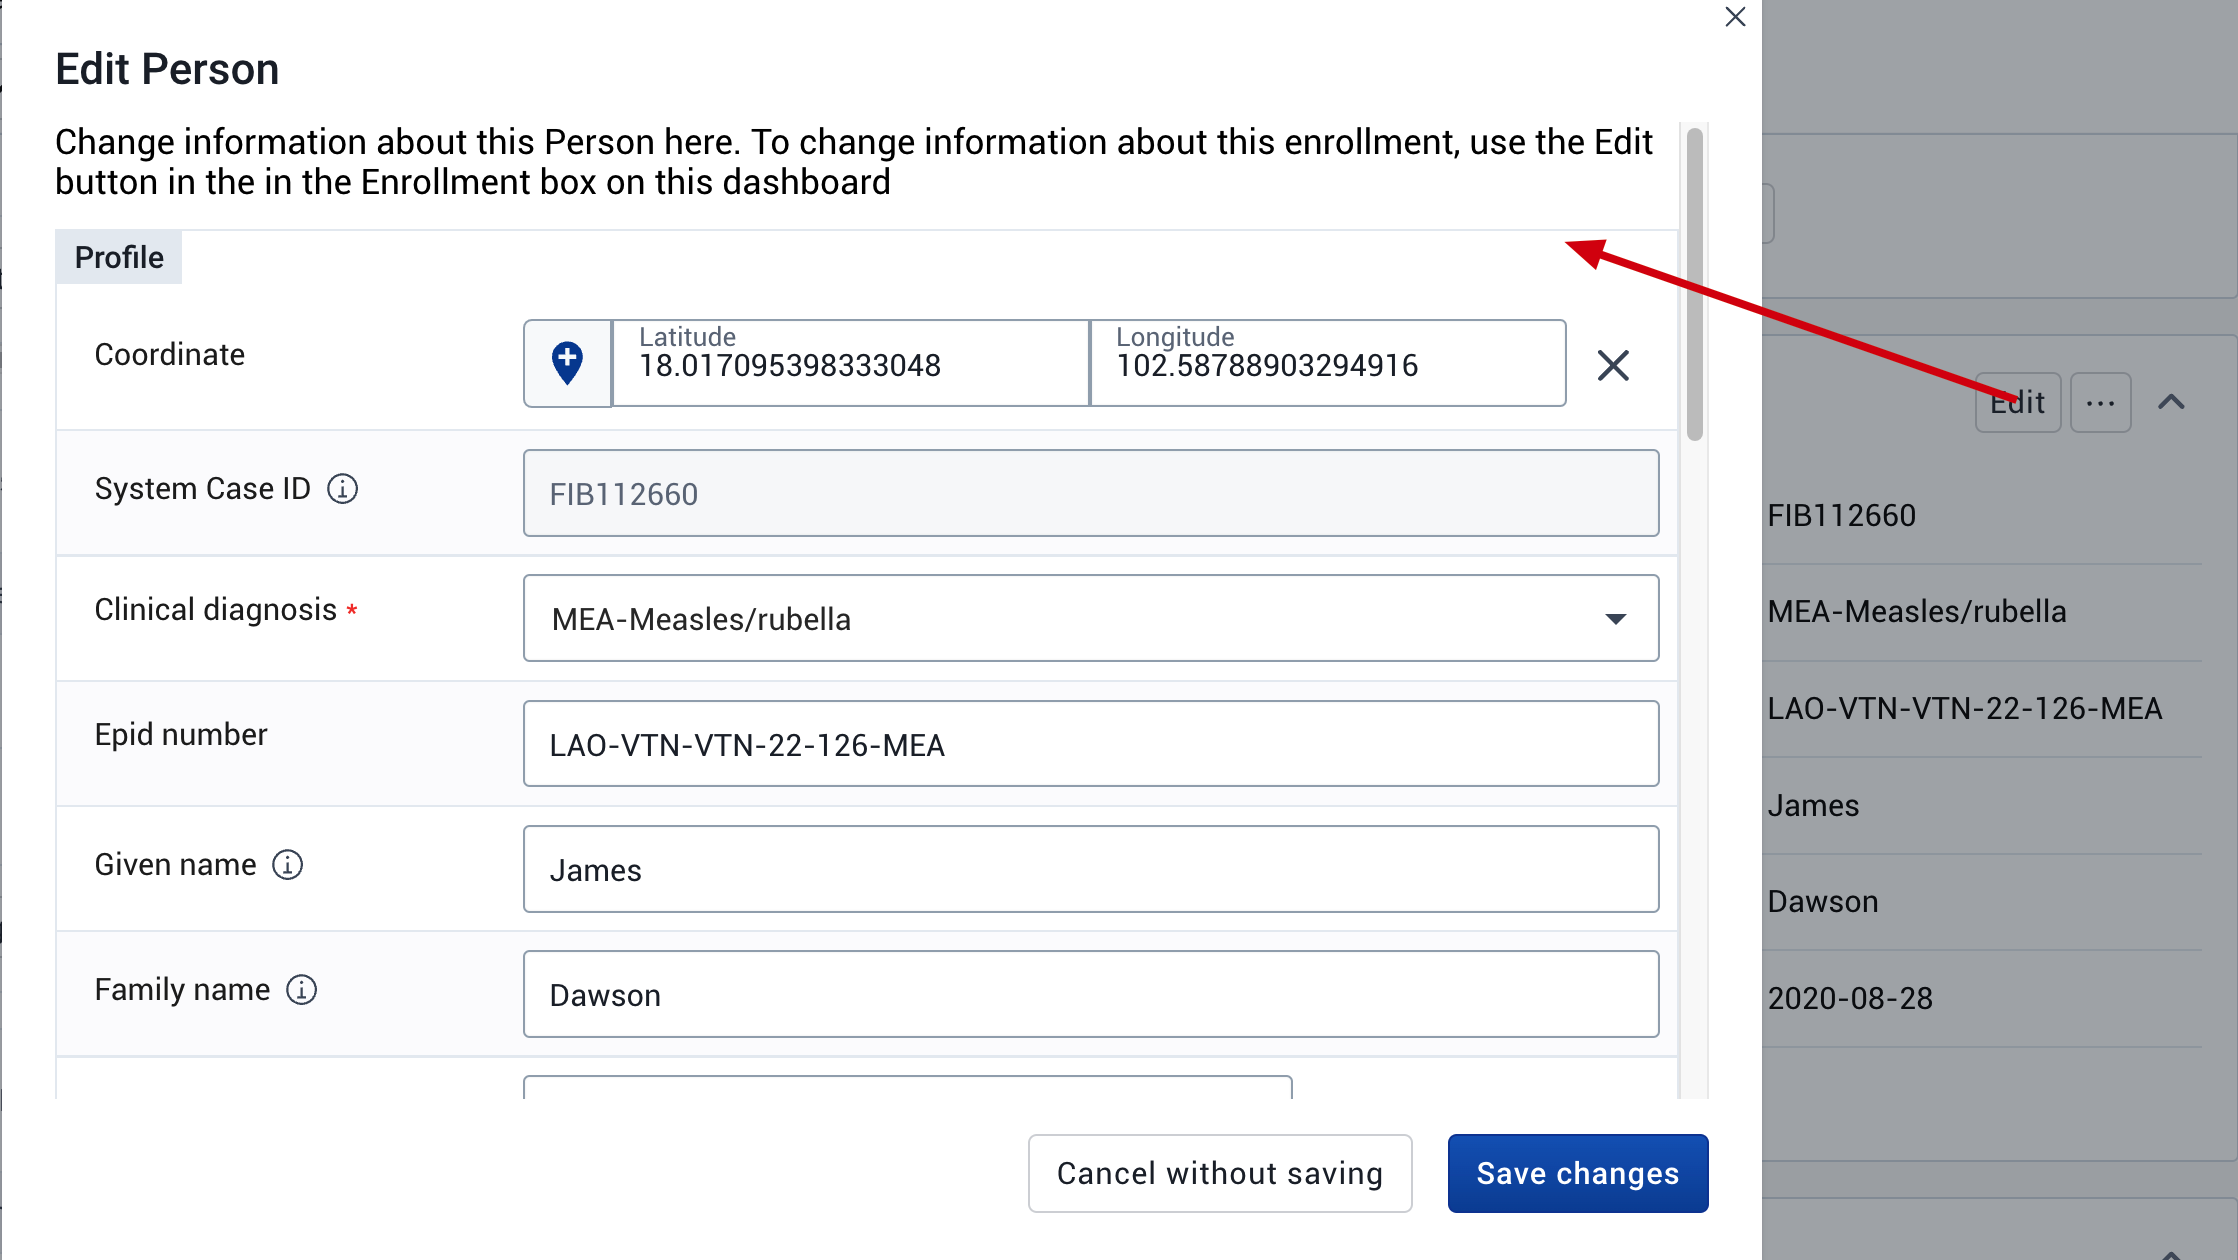 Edit Person
Change information about this Person here. To change information about this enrollment, use the Edit
button in the in the Enrollment box on this dashboard
Profile
Coordinate
Latitude
18.017095398333048
Longitude
102.58788903294916
System Case ID
FIB112660
Clinical diagnosis *
MEA-Measles/rubella
Epid number
LAO-VTN-VTN-22-126-MEA
Given name
James
Family name
Dawson
Cancel without saving
Save changes
Edit
...
FIB112660
MEA-Measles/rubella
LAO-VTN-VTN-22-126-MEA
James
Dawson
2020-08-28